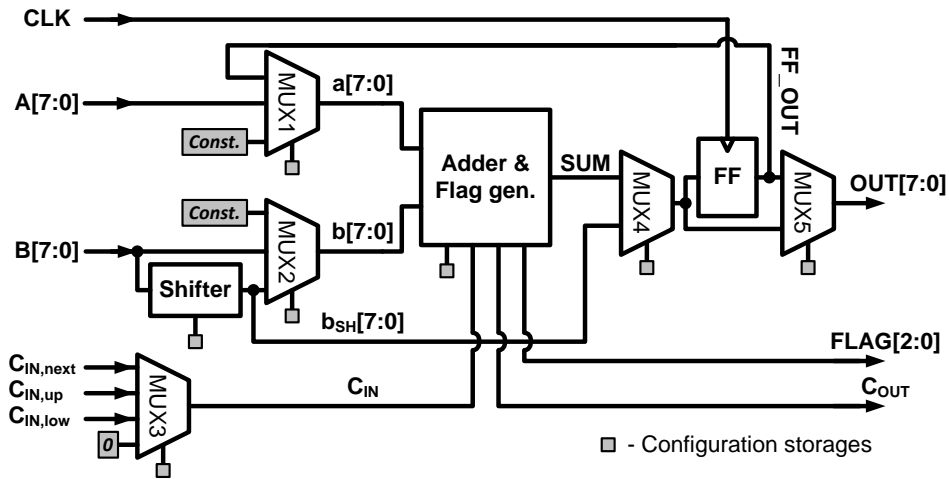 CLK
A[7:0]
MUX1
a[7:0]
Const.
FF_OUT
Adder &
Flag gen.
SUM
MUX4
FF
MUX5
OUT[7:0]
Const.
B[7:0]
MUX2
b[7:0]
Shifter
bSH[7:0]
FLAG[2:0]
CIN,next
CIN,up
CIN,low
0
MUX3
CIN
COUT
- Configuration storages